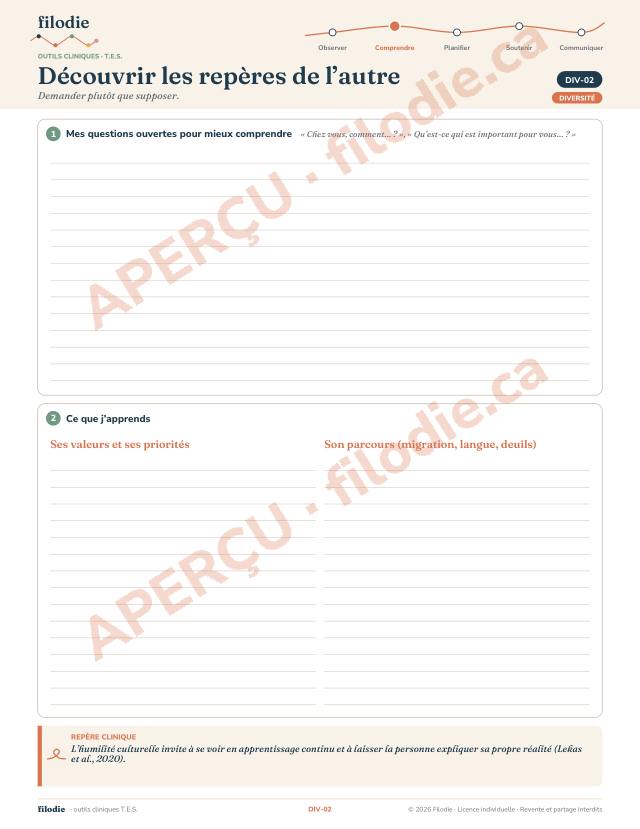 filodie
OUTILS CLINIQUES · T.E.S.
Observer
Comprendre
Planifier
Soutenir
Communiquer
Découvrir les repères de l'autre
Demander plutôt que supposer.
DIV-02
DIVERSITÉ
1 Mes questions ouvertes pour mieux comprendre « Chez vous, comment… ? », « Qu'est-ce qui est important pour vous… ? »
APERÇU · filodie.ca
2 Ce que j'apprends
Ses valeurs et ses priorités
Son parcours (migration, langue, deuils)
APERÇU · filodie.ca
REPÈRE CLINIQUE
L'humilité culturelle invite à se voir en apprentissage continu et à laisser la personne expliquer sa propre réalité (Lekas
et al., 2020).
filodie · outils cliniques T.E.S.
DIV-02
© 2026 Filodie · Licence individuelle · Revente et partage interdits